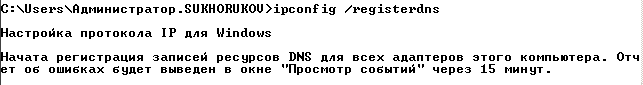 C:\Users\Администратор.SUKHORUKOV>ipconfig /registerdns
Настройка протокола IP для Windows
Начата регистрация записей ресурсов DNS для всех адаптеров этого компьютера. Отч
ет об ошибках будет выведен в окне "Просмотр событий" через 15 минут.